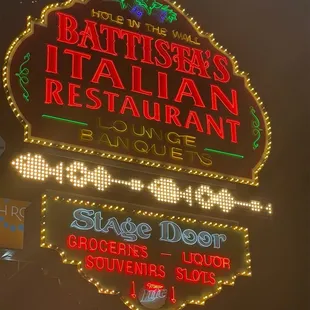 HOLE IN THE WALL
BATTISTA'S
ITALIAN
RESTAURANT
LOUNGE
BANQUETS
Stage Door
GROCERIES — LIQUOR
SOUVENIRS SLOTS